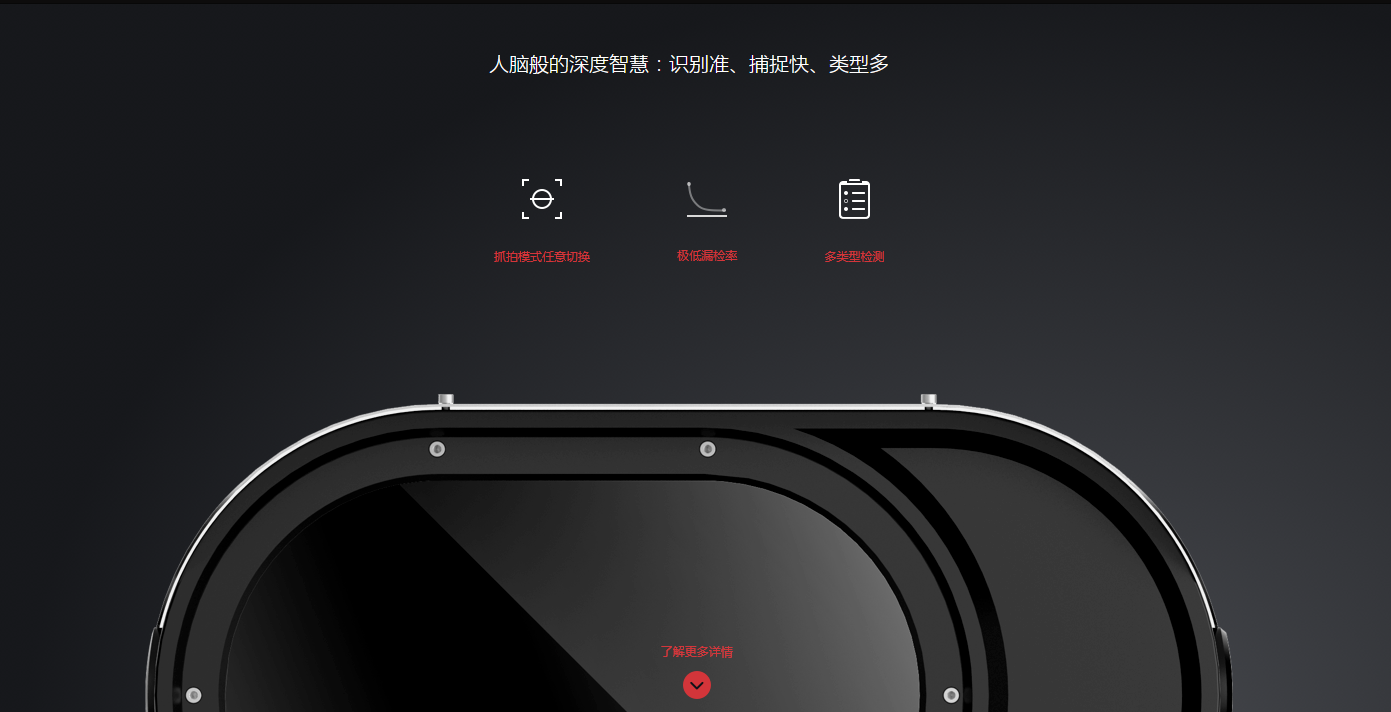 人脑般的深度智慧：识别准、捕捉快、类型多
抓拍模式任意切换
极低漏检率
多类型检测
了解更多详情